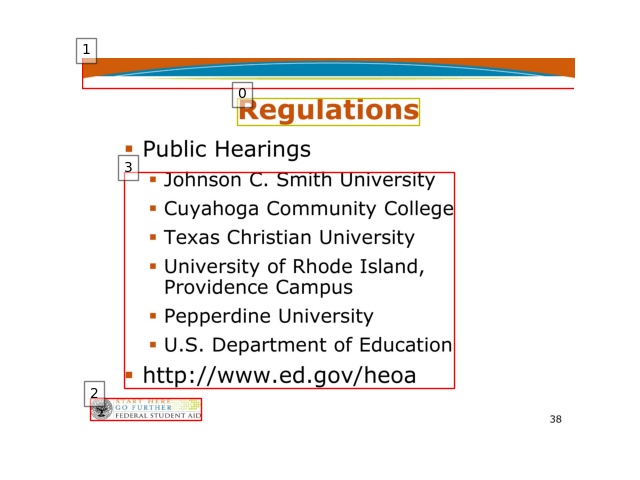 1
0
Regulations
Public Hearings
3
Johnson C. Smith University
Cuyahoga Community College
Texas Christian University
University of Rhode Island,
Providence Campus
Pepperdine University
U.S. Department of Education
http://www.ed.gov/heoa
2
START HERE
GO FURTHER
FEDERAL STUDENT AID
38